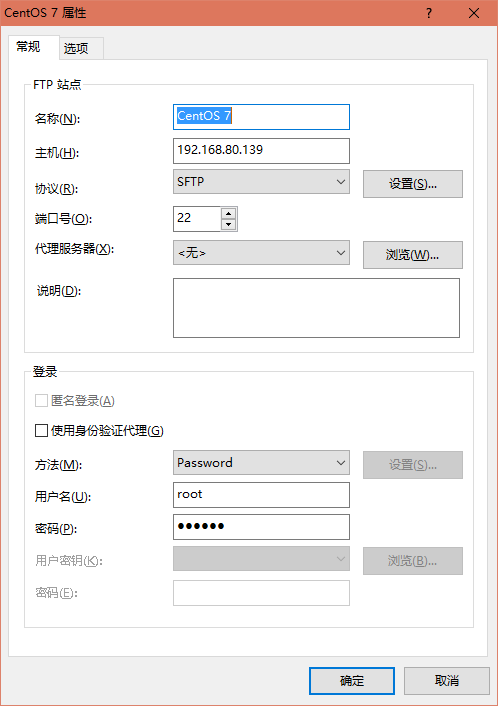 CentOS 7 属性
常规 选项
FTP 站点
名称(N): CentOS 7
主机(H): 192.168.80.139
协议(R): SFTP 设置(S)...
端口号(O): 22
代理服务器(X): <无> 浏览(W)...
说明(D):
登录
匿名登录(A)
使用身份验证代理(G)
方法(M): Password 设置(S)...
用户名(U): root
密码(P): ●●●●●●
用户密钥(K): 浏览(B)...
密码(E):
确定 取消